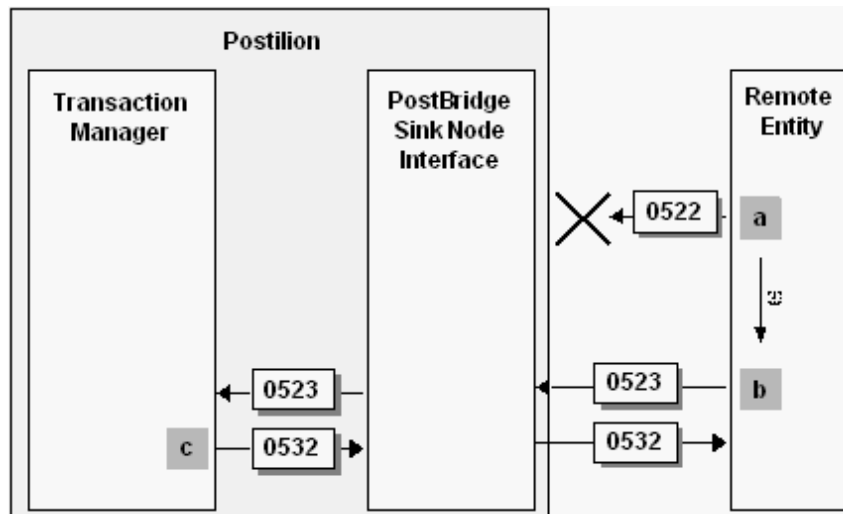 Postilion
Transaction
Manager
PostBridge
Sink Node
Interface
Remote
Entity
0522
a
0523
0523
b
c
0532
0532